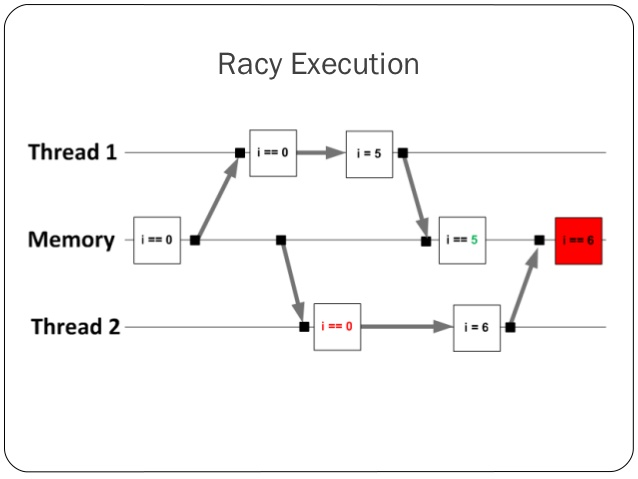 Racy Execution
Thread 1
i == 0
i = 5
Memory
i == 0
i == 5
i == 6
Thread 2
i == 0
i = 6